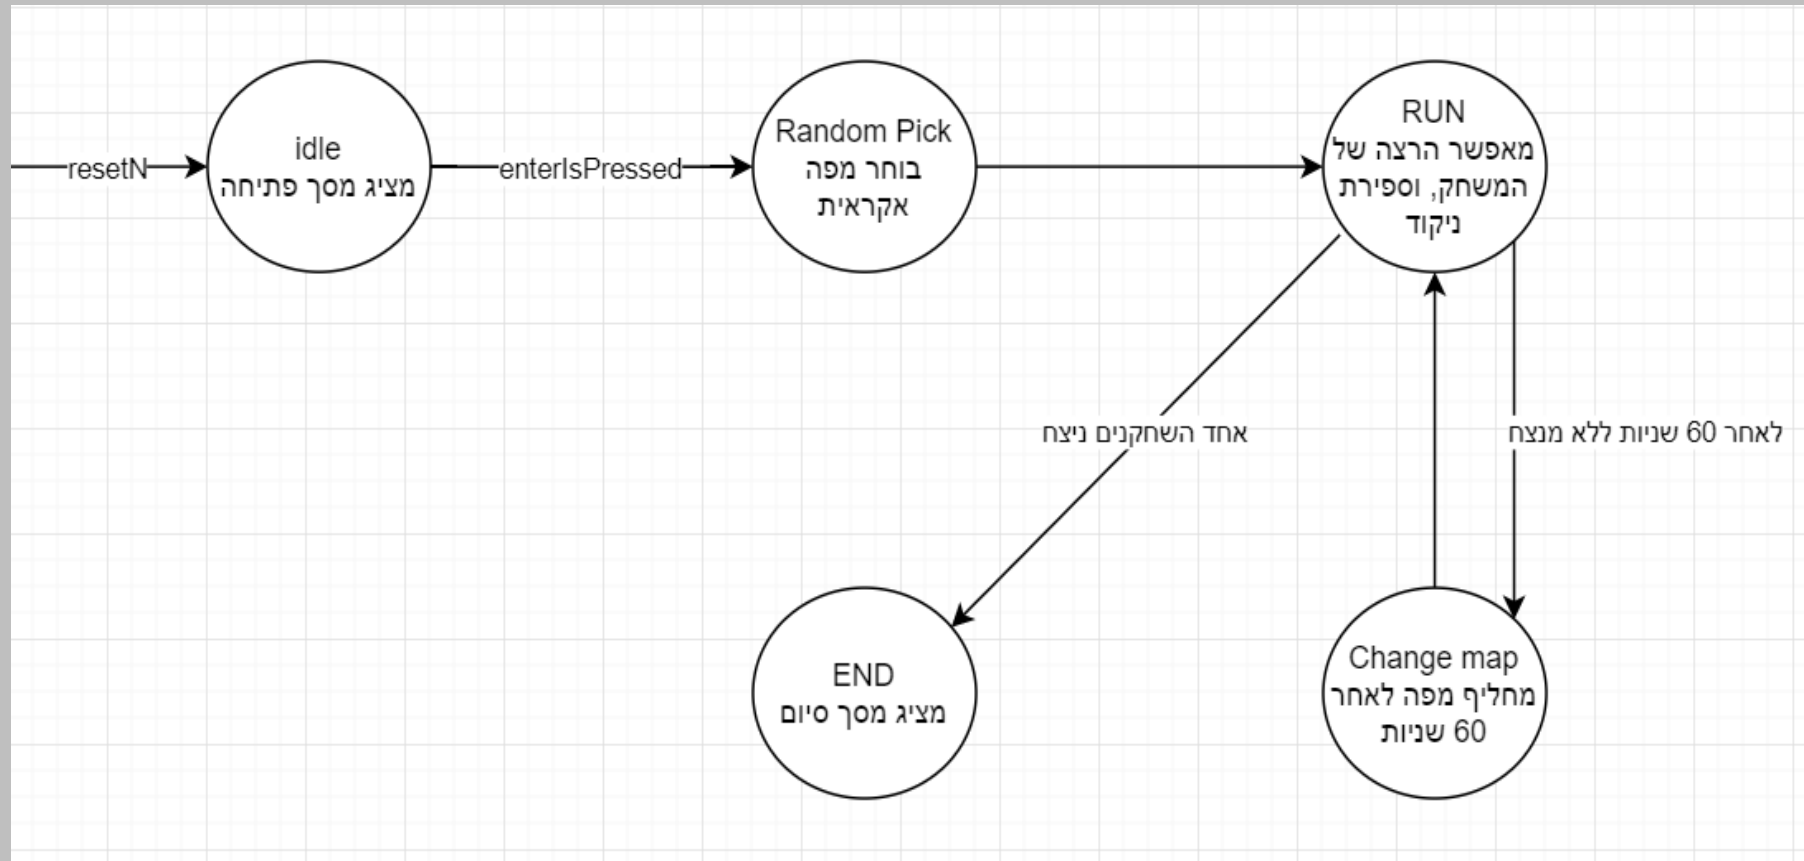 resetN
idle
מציג מסך פתיחה
enterIsPressed
Random Pick
בוחר מפה
אקראית
RUN
מאפשר הרצה של
המשחק, וספירת
ניקוד
אחד השחקנים ניצח
לאחר 60 שניות ללא מנצח
END
מציג מסך סיום
Change map
מחליף מפה לאחר
60 שניות